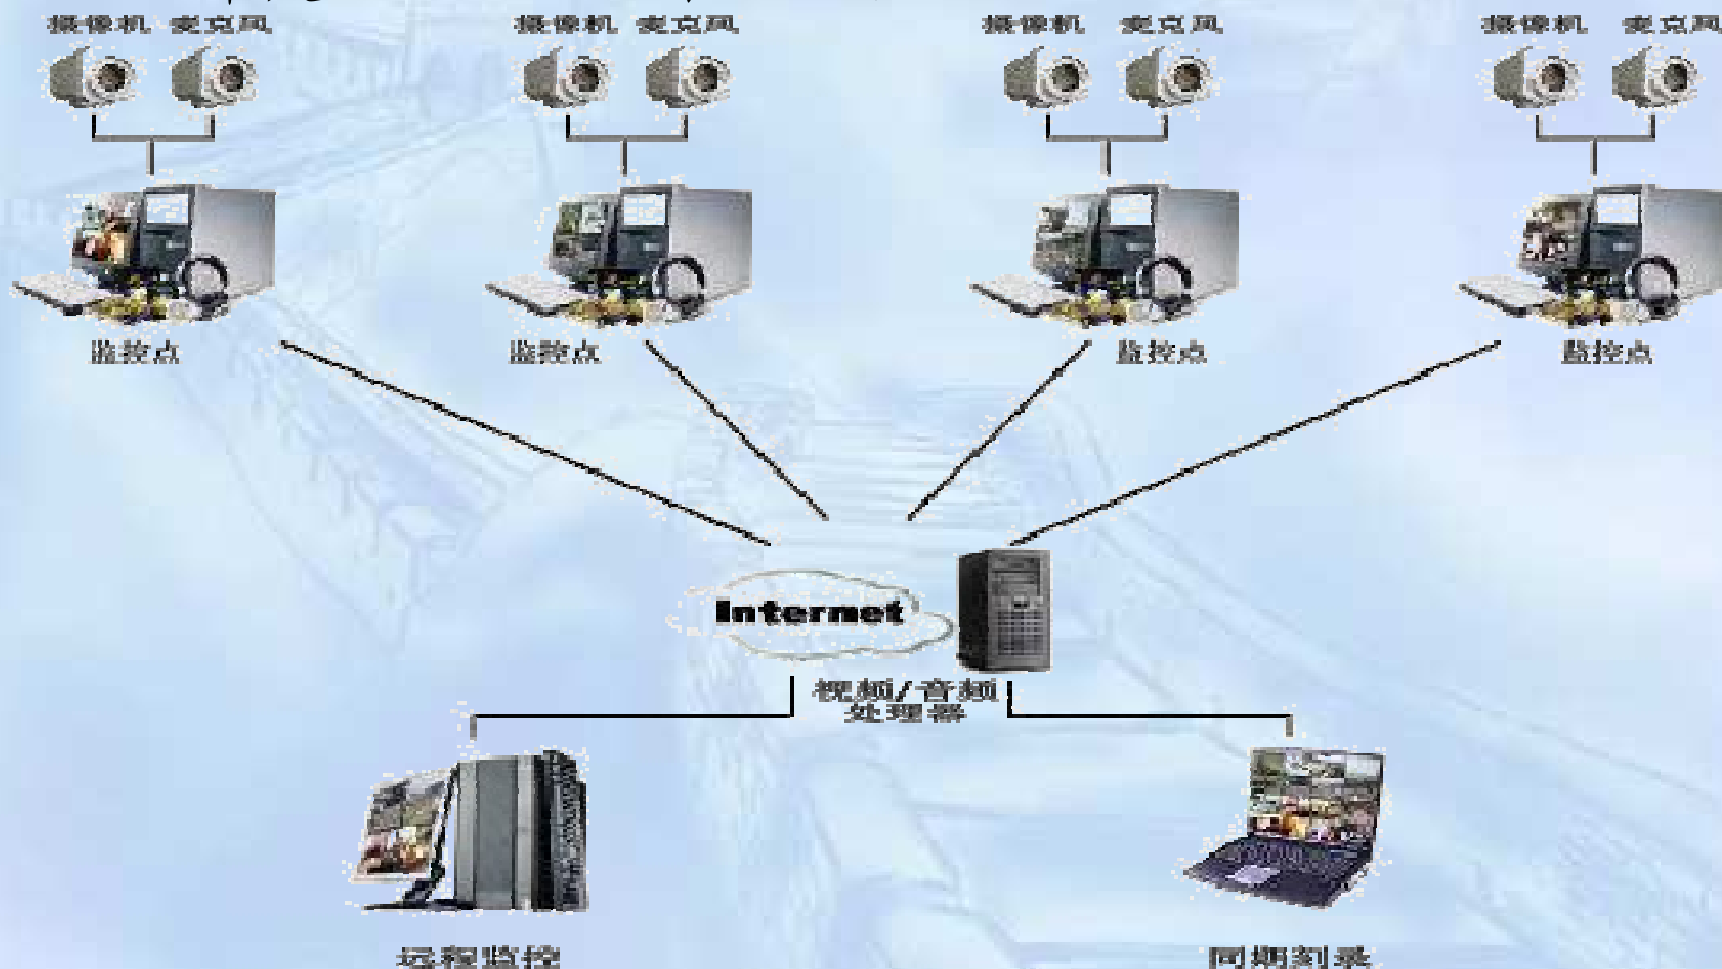 摄像机 麦克风
摄像机 麦克风
摄像机 麦克风
摄像机 麦克风
监控点
监控点
监控点
监控点
Internet
视频/音频
处理器
远程监控
同期刻录